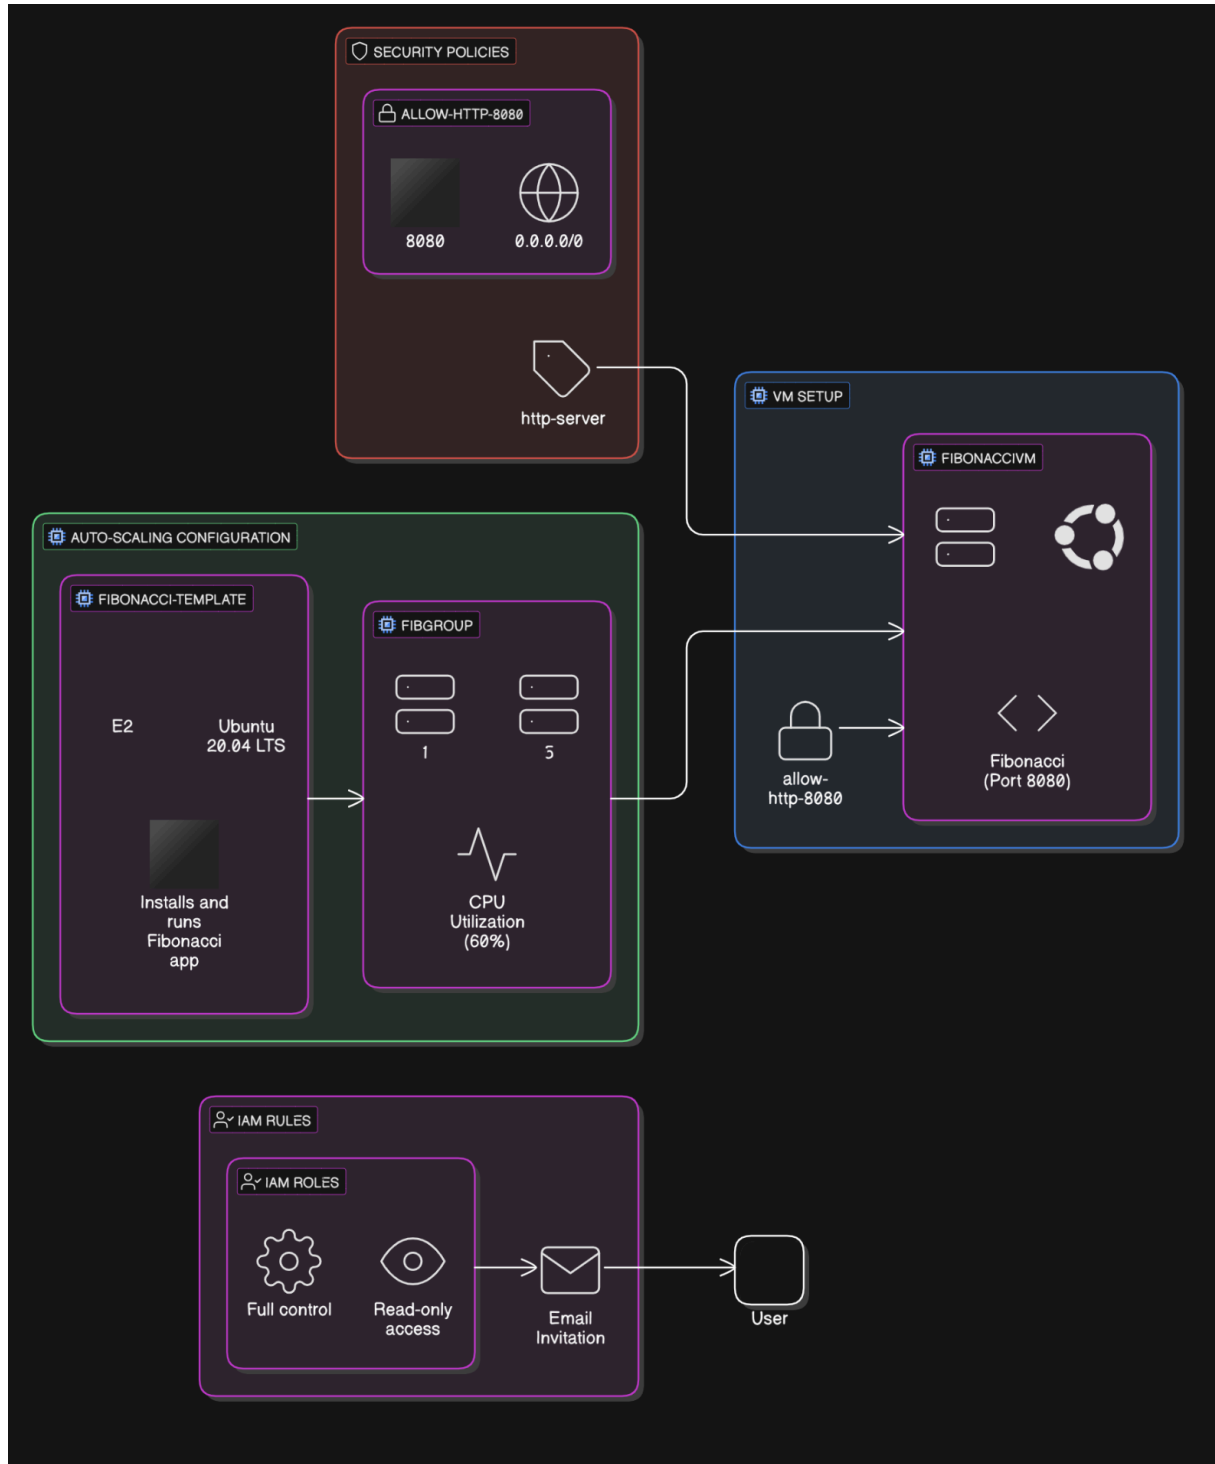 SECURITY POLICIES
ALLOW-HTTP-8080
8080
0.0.0.0/0
http-server
VM SETUP
FIBONACCIVM
Fibonacci
(Port 8080)
allow-
http-8080
AUTO-SCALING CONFIGURATION
FIBONACCI-TEMPLATE
E2
Ubuntu
20.04 LTS
Installs and
runs
Fibonacci
app
FIBGROUP
1
5
CPU
Utilization
(60%)
IAM RULES
IAM ROLES
Full control
Read-only
access
Email
Invitation
User